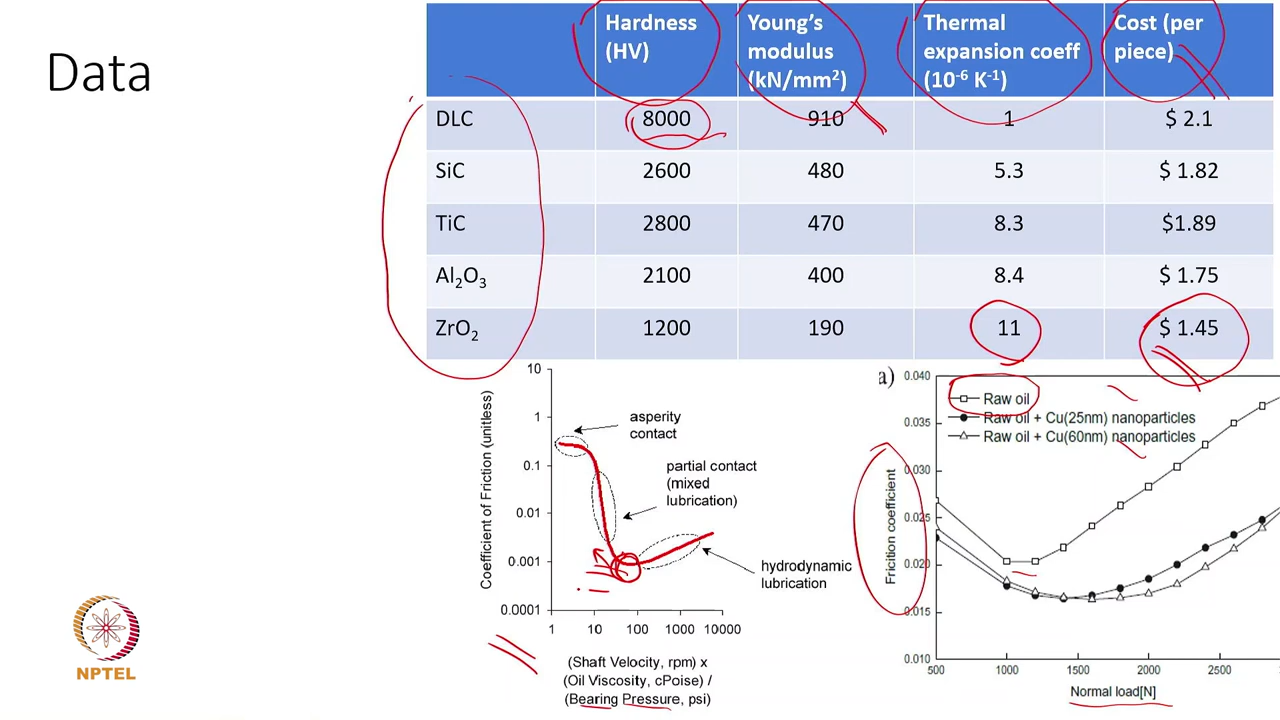 Data
Hardness (HV)
Young's modulus (kN/mm²)
Thermal expansion coeff (10⁻⁶ K⁻¹)
Cost (per piece)
DLC 8000 910 1 $ 2.1
SiC 2600 480 5.3 $ 1.82
TiC 2800 470 8.3 $1.89
Al₂O₃ 2100 400 8.4 $ 1.75
ZrO₂ 1200 190 11 $ 1.45
Coefficient of Friction (unitless)
10
1
0.1
0.01
0.001
0.0001
asperity
contact
partial contact
(mixed
lubrication)
hydrodynamic
lubrication
1 10 100 1000 10000
(Shaft Velocity, rpm) x
(Oil Viscosity, cPoise) /
(Bearing Pressure, psi)
a)
Friction coefficient
0.040
0.035
0.030
0.025
0.020
0.015
0.010
Raw oil
Raw oil + Cu(25nm) nanoparticles
Raw oil + Cu(60nm) nanoparticles
500 1000 1500 2000 2500
Normal load[N]
NPTEL